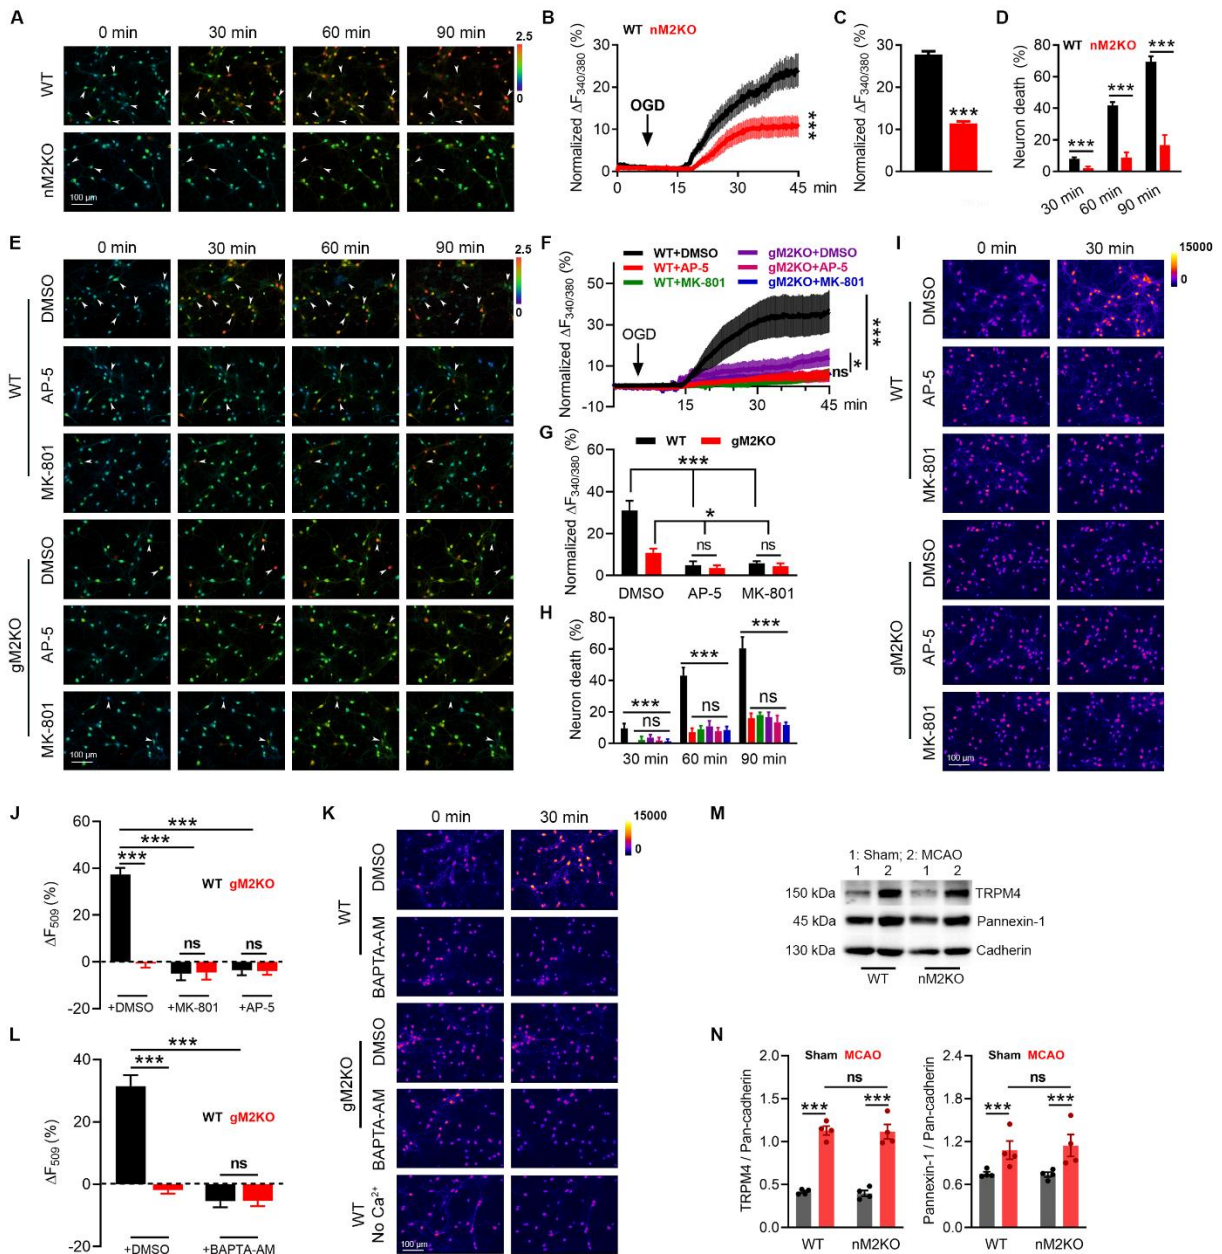 A
0 min 30 min 60 min 90 min
2.5
0
WT
nM2KO
100 μm
B
WT nM2KO
Normalized ΔF340/380 (%)
30
20
10
0
OGD
***
0 15 30 45 min
C
Normalized ΔF340/380 (%)
30
20
10
0
***
D
WT nM2KO
Neuron death (%)
80
60
40
20
0
*** *** ***
30 min 60 min 90 min
E
0 min 30 min 60 min 90 min
2.5
0
WT
DMSO
AP-5
MK-801
gM2KO
DMSO
AP-5
MK-801
100 μm
F
WT+DMSO gM2KO+DMSO
WT+AP-5 gM2KO+AP-5
WT+MK-801 gM2KO+MK-801
Normalized ΔF340/380 (%)
50
30
10
-10
OGD
***
*
ns
15 30 45 min
G
WT gM2KO
Normalized ΔF340/380 (%)
60
40
20
0
***
*
ns ns
DMSO AP-5 MK-801
H
Neuron death (%)
80
60
40
20
0
*** *** ***
ns ns ns
30 min 60 min 90 min
I
0 min 30 min
15000
0
WT
DMSO
AP-5
MK-801
gM2KO
DMSO
AP-5
MK-801
100 μm
J
ΔF509 (%)
60
40
20
0
-20
***
***
***
WT gM2KO
ns ns
+DMSO +MK-801 +AP-5
K
0 min 30 min
15000
0
WT
DMSO
BAPTA-AM
gM2KO
DMSO
BAPTA-AM
WT
No Ca2+
100 μm
L
ΔF509 (%)
40
20
0
-20
***
***
WT gM2KO
ns
+DMSO +BAPTA-AM
M
1: Sham; 2: MCAO
1 2 1 2
150 kDa TRPM4
45 kDa Pannexin-1
130 kDa Cadherin
WT nM2KO
N
Sham MCAO
TRPM4 / Pan-cadherin
2.0
1.5
1.0
0.5
0.0
ns
*** ***
WT nM2KO
Sham MCAO
Pannexin-1 / Pan-cadherin
2.4
1.8
1.2
0.6
0.0
ns
*** ***
WT nM2KO